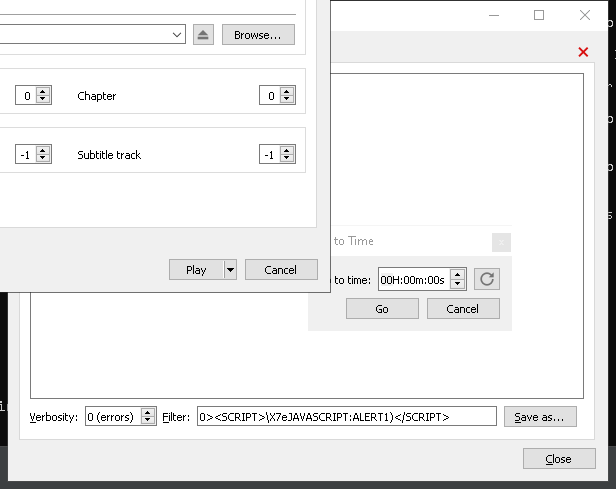 Browse...
0 Chapter 0
-1 Subtitle track -1
to Time x
Play Cancel
to time: 00H:00m:00s
Go Cancel
Verbosity: 0 (errors) Filter: 0><SCRIPT>\X7eJAVASCRIPT:ALERT1)</SCRIPT> Save as...
Close